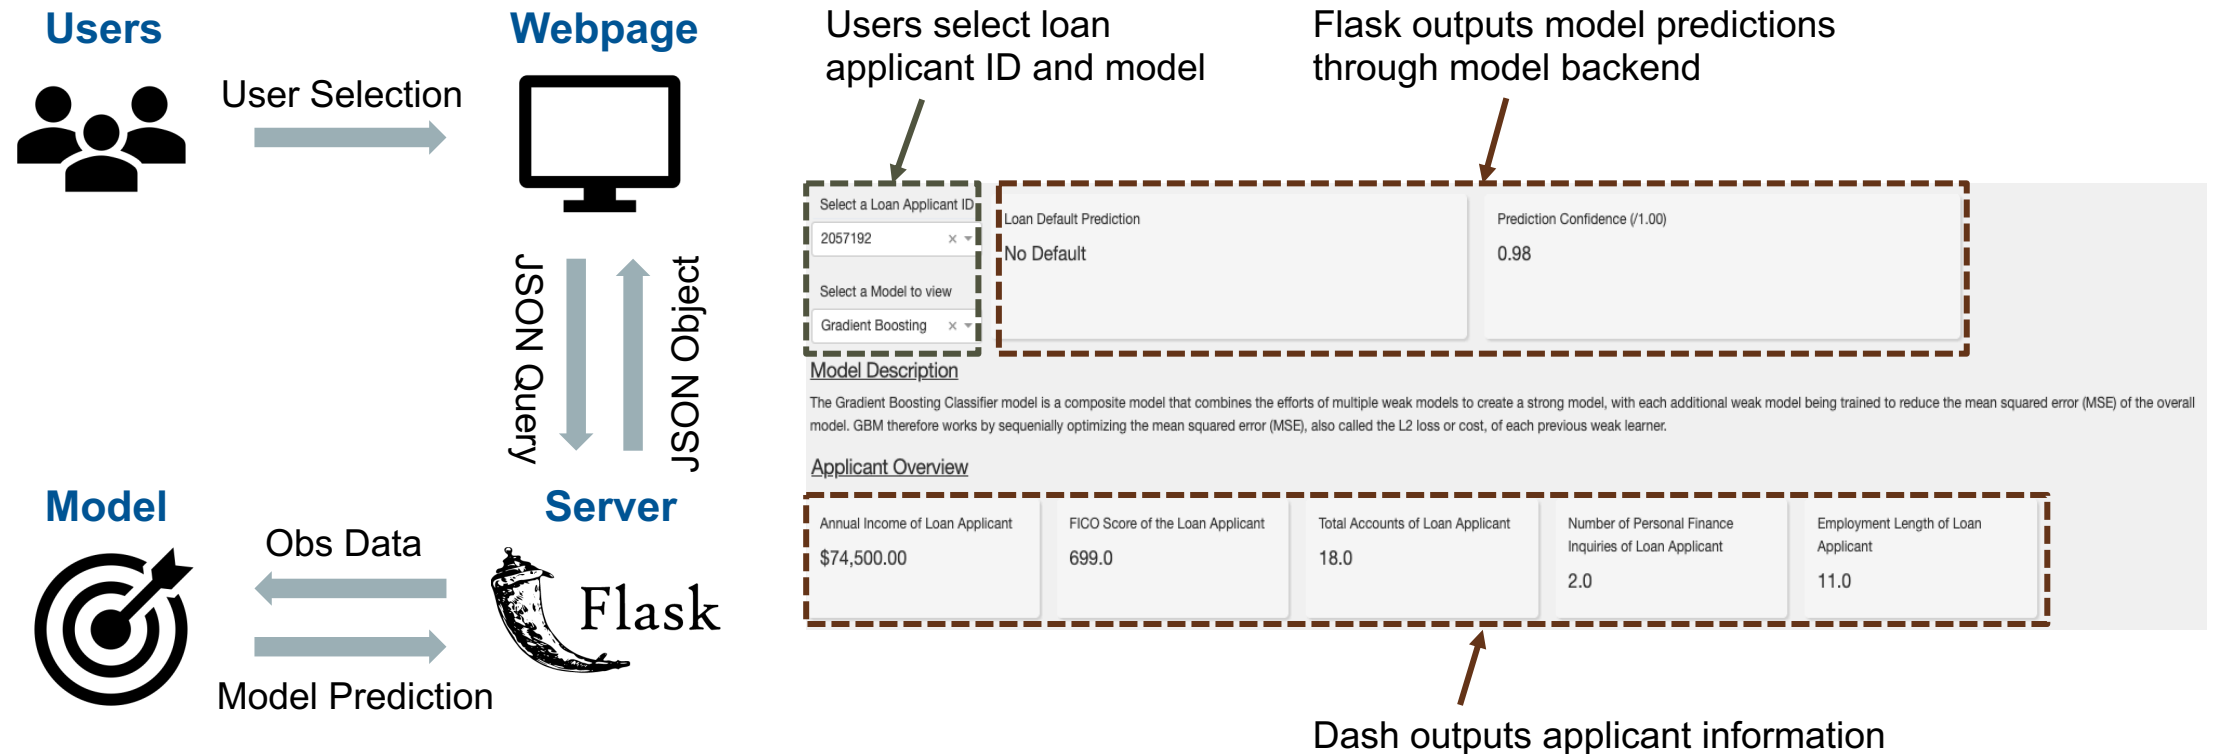 Users
Webpage
User Selection
JSON Query
JSON Object
Model
Server
Obs Data
Flask
Model Prediction
Users select loan
applicant ID and model
Flask outputs model predictions
through model backend
Select a Loan Applicant ID
2057192
Select a Model to view
Gradient Boosting
Loan Default Prediction
No Default
Prediction Confidence (/1.00)
0.98
Model Description
The Gradient Boosting Classifier model is a composite model that combines the efforts of multiple weak models to create a strong model, with each additional weak model being trained to reduce the mean squared error (MSE) of the overall
model. GBM therefore works by sequenially optimizing the mean squared error (MSE), also called the L2 loss or cost, of each previous weak learner.
Applicant Overview
Annual Income of Loan Applicant
$74,500.00
FICO Score of the Loan Applicant
699.0
Total Accounts of Loan Applicant
18.0
Number of Personal Finance
Inquiries of Loan Applicant
2.0
Employment Length of Loan
Applicant
11.0
Dash outputs applicant information